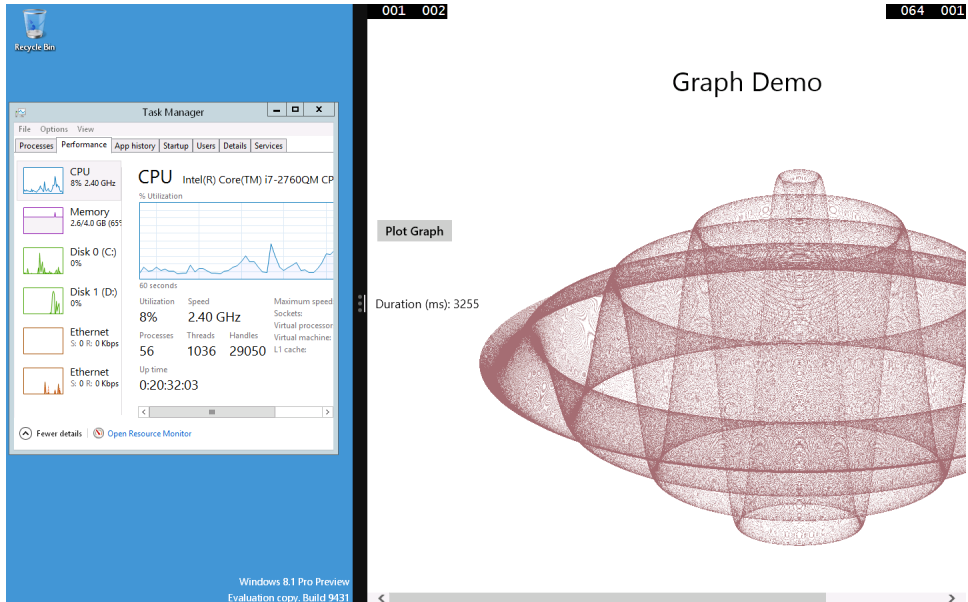 001 002
064 001
Recycle Bin
Graph Demo
Task Manager
File Options View
Processes Performance App history Startup Users Details Services
CPU
8% 2.40 GHz
Memory
2.6/4.0 GB (65%
Disk 0 (C:)
0%
Disk 1 (D:)
0%
Ethernet
S: 0 R: 0 Kbps
Ethernet
S: 0 R: 0 Kbps
CPU Intel(R) Core(TM) i7-2760QM CP
% Utilization
60 seconds
Utilization Speed
8% 2.40 GHz
Processes Threads Handles
56 1036 29050
Up time
0:20:32:03
Maximum speed:
Sockets:
Virtual processor
Virtual machine:
L1 cache:
Fewer details Open Resource Monitor
Plot Graph
Duration (ms): 3255
Windows 8.1 Pro Preview
Evaluation copy. Build 9431